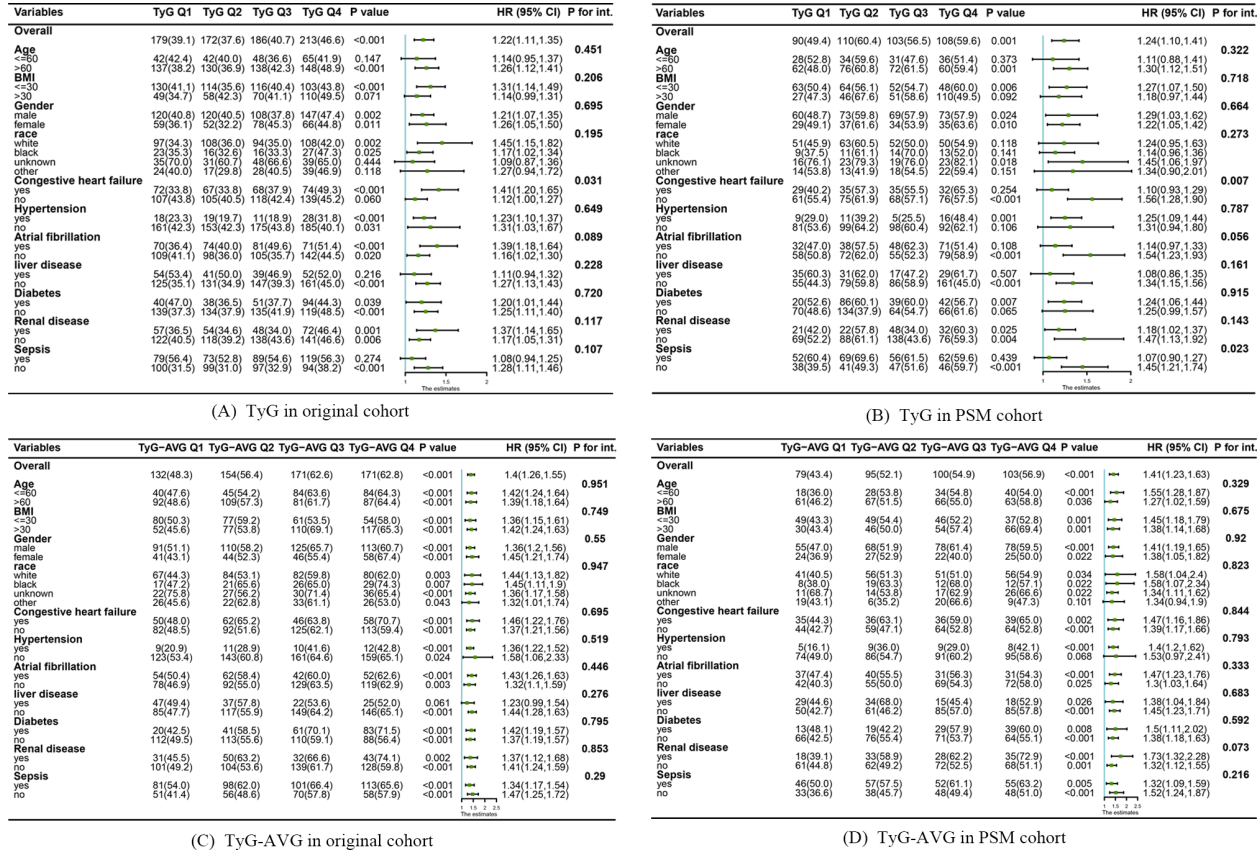 Variables TyG Q1 TyG Q2 TyG Q3 TyG Q4 P value HR (95% CI) P for int.
Overall
179(39.1) 172(37.6) 186(40.7) 213(46.6) <0.001 1.22(1.11,1.35)
Age 0.451
<=60 42(42.4) 42(40.0) 48(36.6) 65(41.9) 0.147 1.14(0.95,1.37)
>60 137(38.2) 130(36.9) 138(42.3) 148(48.9) <0.001 1.26(1.12,1.41)
BMI 0.206
<=30 130(41.1) 114(35.6) 116(40.4) 103(43.8) <0.001 1.31(1.14,1.49)
>30 49(34.7) 58(42.3) 70(41.1) 110(49.5) 0.071 1.14(0.99,1.31)
Gender 0.695
male 120(40.8) 120(40.5) 108(37.8) 147(47.4) 0.002 1.21(1.07,1.35)
female 59(36.1) 52(32.2) 78(45.3) 66(44.8) 0.011 1.26(1.05,1.50)
race 0.195
white 97(34.3) 108(36.0) 94(35.0) 108(42.0) 0.002 1.45(1.15,1.82)
black 23(35.3) 16(32.6) 16(33.3) 27(47.3) 0.025 1.17(1.02,1.34)
unknown 35(70.0) 31(60.7) 48(66.6) 39(65.0) 0.444 1.09(0.87,1.36)
other 24(40.0) 17(29.8) 28(40.5) 39(46.9) 0.118 1.27(0.94,1.72)
Congestive heart failure 0.031
yes 72(33.8) 67(33.8) 68(37.9) 74(49.3) <0.001 1.41(1.20,1.65)
no 107(43.8) 105(40.7) 118(42.4) 139(45.2) 0.060 1.12(1.00,1.27)
Hypertension 0.649
yes 18(23.3) 19(19.7) 11(18.9) 28(31.8) <0.001 1.23(1.10,1.37)
no 161(42.3) 153(42.3) 175(43.8) 185(40.1) 0.031 1.31(1.03,1.67)
Atrial fibrillation 0.089
yes 70(36.4) 74(40.0) 81(49.6) 71(51.4) <0.001 1.39(1.18,1.64)
no 109(41.1) 98(36.0) 105(35.7) 142(44.5) 0.020 1.16(1.02,1.30)
liver disease 0.228
yes 54(53.4) 41(50.0) 39(46.9) 52(52.0) 0.216 1.11(0.94,1.32)
no 125(35.1) 131(34.9) 147(39.3) 161(45.0) <0.001 1.27(1.13,1.43)
Diabetes 0.720
yes 40(47.0) 38(36.5) 51(37.7) 94(44.3) 0.039 1.20(1.01,1.44)
no 139(37.3) 134(37.9) 135(41.9) 119(48.5) <0.001 1.25(1.11,1.40)
Renal disease 0.117
yes 57(36.5) 54(34.6) 48(34.0) 72(46.4) 0.001 1.37(1.14,1.65)
no 122(40.5) 118(39.2) 138(43.6) 141(46.6) 0.006 1.17(1.05,1.31)
Sepsis 0.107
yes 79(56.4) 73(52.8) 89(54.6) 119(56.3) 0.274 1.08(0.94,1.25)
no 100(31.5) 99(31.0) 97(32.9) 94(38.2) <0.001 1.28(1.11,1.46)
1 1.5 2
The estimates
(A) TyG in original cohort
Variables TyG Q1 TyG Q2 TyG Q3 TyG Q4 P value HR (95% CI) P for int.
Overall
90(49.4) 110(60.4) 103(56.5) 108(59.6) 0.001 1.24(1.10,1.41)
Age 0.322
<=60 28(52.8) 34(59.6) 31(47.6) 36(51.4) 0.373 1.11(0.88,1.41)
>60 62(48.0) 76(60.8) 72(61.5) 60(59.4) 0.001 1.30(1.12,1.51)
BMI 0.718
<=30 63(50.4) 64(56.1) 52(54.7) 48(60.0) 0.006 1.27(1.07,1.50)
>30 27(47.3) 46(67.6) 51(58.6) 110(49.5) 0.092 1.18(0.97,1.44)
Gender 0.664
male 60(48.7) 73(59.8) 69(57.9) 73(57.9) 0.024 1.29(1.03,1.62)
female 29(49.1) 37(61.6) 34(53.9) 35(63.6) 0.010 1.22(1.05,1.42)
race 0.273
white 51(45.9) 63(60.5) 52(50.0) 50(54.9) 0.118 1.24(0.95,1.63)
black 9(37.5) 11(61.1) 14(70.0) 13(52.0) 0.141 1.14(0.96,1.36)
unknown 16(76.1) 23(79.3) 19(76.0) 23(82.1) 0.018 1.45(1.06,1.97)
other 14(53.8) 13(41.9) 18(54.5) 22(59.4) 0.151 1.34(0.90,2.01)
Congestive heart failure 0.007
yes 29(40.2) 35(57.3) 35(55.5) 32(65.3) 0.254 1.10(0.93,1.29)
no 61(55.4) 75(61.9) 68(57.1) 76(57.5) <0.001 1.56(1.28,1.90)
Hypertension 0.787
yes 9(29.0) 11(39.2) 5(25.5) 16(48.4) 0.001 1.25(1.09,1.44)
no 81(53.6) 99(64.2) 98(60.4) 92(62.1) 0.106 1.31(0.94,1.80)
Atrial fibrillation 0.056
yes 32(47.0) 38(57.5) 48(62.3) 71(51.4) 0.108 1.14(0.97,1.33)
no 58(50.8) 72(62.0) 55(52.3) 79(58.9) <0.001 1.54(1.23,1.93)
liver disease 0.161
yes 35(60.3) 31(62.0) 17(47.2) 29(61.7) 0.507 1.08(0.86,1.35)
no 55(44.3) 79(59.8) 86(58.9) 161(45.0) <0.001 1.34(1.15,1.56)
Diabetes 0.915
yes 20(52.6) 86(60.1) 39(60.0) 42(56.7) 0.007 1.24(1.06,1.44)
no 70(48.6) 134(37.9) 64(54.7) 66(61.6) 0.065 1.25(0.99,1.57)
Renal disease 0.143
yes 21(42.0) 22(57.8) 48(34.0) 32(60.3) 0.025 1.18(1.02,1.37)
no 69(52.2) 88(61.1) 138(43.6) 76(59.3) 0.004 1.47(1.13,1.92)
Sepsis 0.023
yes 52(60.4) 69(69.6) 56(61.5) 62(59.6) 0.439 1.07(0.90,1.27)
no 38(39.5) 41(49.3) 47(51.6) 46(59.7) <0.001 1.45(1.21,1.74)
1 1.5 2
The estimates
(B) TyG in PSM cohort
Variables TyG−AVG Q1 TyG−AVG Q2 TyG−AVG Q3 TyG−AVG Q4 P value HR (95% CI) P for int.
Overall
132(48.3) 154(56.4) 171(62.6) 171(62.8) <0.001 1.4(1.26,1.55)
Age 0.951
<=60 40(47.6) 45(54.2) 84(63.6) 84(64.3) <0.001 1.42(1.24,1.64)
>60 92(48.6) 109(57.3) 81(61.7) 87(64.4) <0.001 1.39(1.18,1.64)
BMI 0.749
<=30 80(50.3) 77(59.2) 61(53.5) 54(58.0) <0.001 1.36(1.15,1.61)
>30 52(45.6) 77(53.8) 110(69.1) 117(65.3) <0.001 1.42(1.24,1.63)
Gender 0.55
male 91(51.1) 110(58.2) 125(65.7) 113(60.7) <0.001 1.36(1.2,1.56)
female 41(43.1) 44(52.3) 46(55.4) 58(67.4) <0.001 1.45(1.21,1.74)
race 0.947
white 67(44.3) 84(53.1) 82(59.8) 80(62.0) 0.003 1.44(1.13,1.82)
black 17(47.2) 21(65.6) 26(65.0) 29(74.3) 0.007 1.45(1.11,1.9)
unknown 22(75.8) 27(56.2) 30(71.4) 36(65.4) <0.001 1.36(1.17,1.58)
other 26(45.6) 22(62.8) 33(61.1) 26(53.0) 0.043 1.32(1.01,1.74)
Congestive heart failure 0.695
yes 50(48.0) 62(65.2) 46(63.8) 58(70.7) <0.001 1.46(1.22,1.76)
no 82(48.5) 92(51.6) 125(62.1) 113(59.4) <0.001 1.37(1.21,1.56)
Hypertension 0.519
yes 9(20.9) 11(28.9) 10(41.6) 12(42.8) <0.001 1.36(1.22,1.52)
no 123(53.4) 143(60.8) 161(64.6) 159(65.1) 0.024 1.58(1.06,2.33)
Atrial fibrillation 0.446
yes 54(50.4) 62(58.4) 42(60.0) 52(62.6) <0.001 1.43(1.26,1.63)
no 78(46.9) 92(55.0) 129(63.5) 119(62.9) 0.003 1.32(1.1,1.59)
liver disease 0.276
yes 37(49.4) 37(57.8) 22(53.6) 25(52.0) 0.061 1.23(0.99,1.54)
no 85(47.7) 117(55.9) 149(64.2) 146(65.1) <0.001 1.44(1.28,1.63)
Diabetes 0.795
yes 20(42.5) 41(58.5) 61(70.1) 83(71.5) <0.001 1.42(1.19,1.57)
no 112(49.5) 113(55.6) 110(59.1) 88(56.4) <0.001 1.37(1.19,1.57)
Renal disease 0.853
yes 31(45.5) 50(63.2) 32(66.6) 43(74.1) 0.002 1.37(1.12,1.68)
no 101(49.2) 104(53.6) 139(61.7) 128(59.8) <0.001 1.41(1.24,1.59)
Sepsis 0.29
yes 81(54.0) 98(62.0) 101(66.4) 113(65.6) <0.001 1.34(1.17,1.54)
no 51(41.4) 56(48.6) 70(57.8) 58(57.9) <0.001 1.47(1.25,1.72)
1 1.5 2 2.5
The estimates
(C) TyG-AVG in original cohort
Variables TyG−AVG Q1 TyG−AVG Q2 TyG−AVG Q3 TyG−AVG Q4 P value HR (95% CI) P for int.
Overall
79(43.4) 95(52.1) 100(54.9) 103(56.9) <0.001 1.41(1.23,1.63)
Age 0.329
<=60 18(36.0) 28(53.8) 34(54.8) 40(54.0) <0.001 1.55(1.28,1.87)
>60 61(46.2) 67(51.5) 66(55.0) 63(58.8) 0.036 1.27(1.02,1.59)
BMI 0.675
<=30 49(43.3) 49(54.4) 46(52.2) 37(52.8) <0.001 1.45(1.18,1.79)
>30 30(43.4) 46(50.0) 54(57.4) 66(69.4) 0.001 1.38(1.14,1.68)
Gender 0.92
male 55(47.0) 68(51.9) 78(61.4) 78(59.5) <0.001 1.41(1.19,1.65)
female 24(36.9) 27(52.9) 22(40.0) 25(50.0) 0.022 1.38(1.05,1.82)
race 0.823
white 41(40.5) 56(51.3) 51(51.0) 56(54.9) 0.034 1.58(1.04,2.4)
black 8(38.0) 19(63.3) 12(68.0) 12(57.1) 0.022 1.58(1.07,2.34)
unknown 11(68.7) 14(53.8) 17(62.9) 26(66.6) 0.022 1.34(1.11,1.62)
other 19(43.1) 6(35.2) 20(66.6) 9(47.3) 0.101 1.34(0.94,1.9)
Congestive heart failure 0.844
yes 35(44.3) 36(63.1) 36(59.0) 39(65.0) 0.002 1.47(1.16,1.86)
no 44(42.7) 59(47.1) 64(52.8) 64(52.8) <0.001 1.39(1.17,1.66)
Hypertension 0.793
yes 5(16.1) 9(36.0) 9(29.0) 8(42.1) <0.001 1.4(1.2,1.62)
no 74(49.0) 86(54.7) 91(60.2) 95(58.6) 0.068 1.53(0.97,2.41)
Atrial fibrillation 0.333
yes 37(47.4) 40(55.5) 31(56.3) 31(54.3) <0.001 1.47(1.23,1.76)
no 42(40.3) 55(50.0) 69(54.3) 72(58.0) 0.025 1.3(1.03,1.64)
liver disease 0.683
yes 29(44.6) 34(68.0) 15(45.4) 18(52.9) 0.026 1.38(1.04,1.84)
no 50(42.7) 61(46.2) 85(57.0) 85(57.8) <0.001 1.45(1.23,1.71)
Diabetes 0.592
yes 13(48.1) 19(42.2) 29(57.9) 39(60.0) 0.008 1.5(1.11,2.02)
no 66(42.5) 76(55.4) 71(53.7) 64(55.1) <0.001 1.38(1.18,1.63)
Renal disease 0.073
yes 18(39.1) 33(58.9) 28(62.2) 35(72.9) <0.001 1.73(1.32,2.28)
no 61(44.8) 62(49.2) 72(52.5) 68(51.1) 0.001 1.32(1.12,1.55)
Sepsis 0.216
yes 46(50.0) 57(57.5) 52(61.1) 55(63.2) 0.005 1.32(1.09,1.59)
no 33(36.6) 38(45.7) 48(49.4) 48(51.0) <0.001 1.52(1.24,1.87)
1 1.5 2 2.5
The estimates
(D) TyG-AVG in PSM cohort